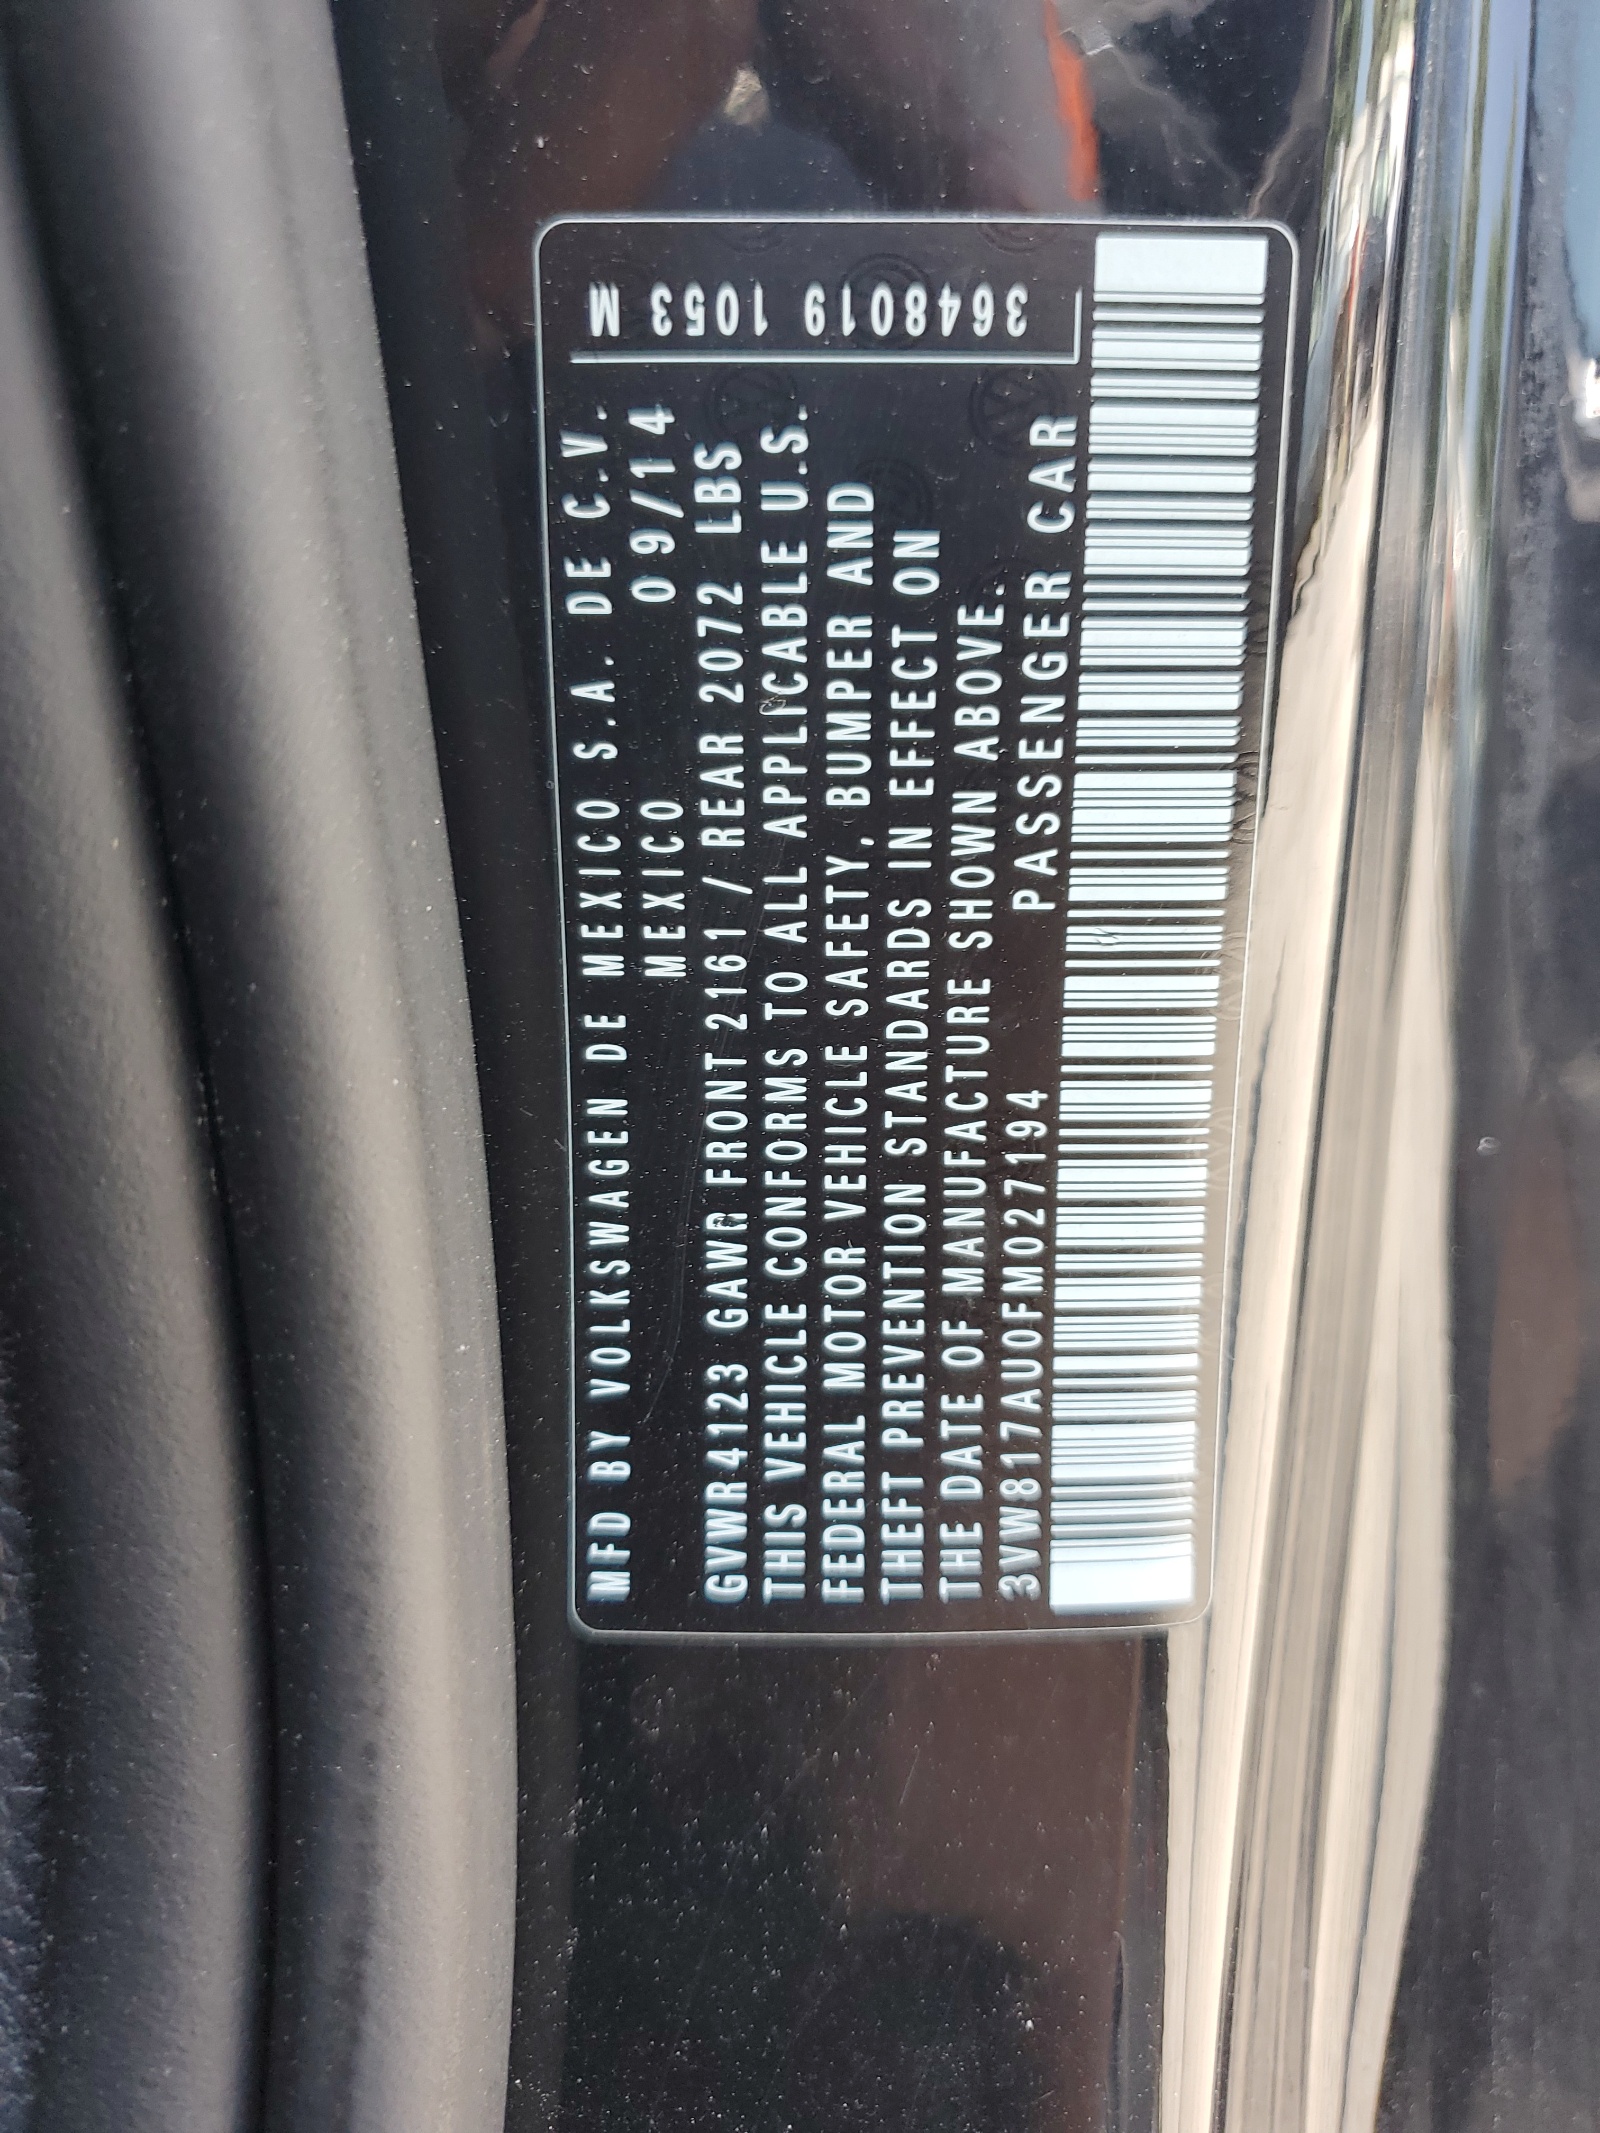 MFD BY VOLKSWAGEN DE MEXICO S.A. DE C.V.
MEXICO 09/14
GVWR 4123 GAWR FRONT 2161 / REAR 2072 LBS
THIS VEHICLE CONFORMS TO ALL APPLICABLE U.S.
FEDERAL MOTOR VEHICLE SAFETY, BUMPER AND
THEFT PREVENTION STANDARDS IN EFFECT ON
THE DATE OF MANUFACTURE SHOWN ABOVE.
3VW817AU0FM027194 PASSENGER CAR
3648019 1053 M